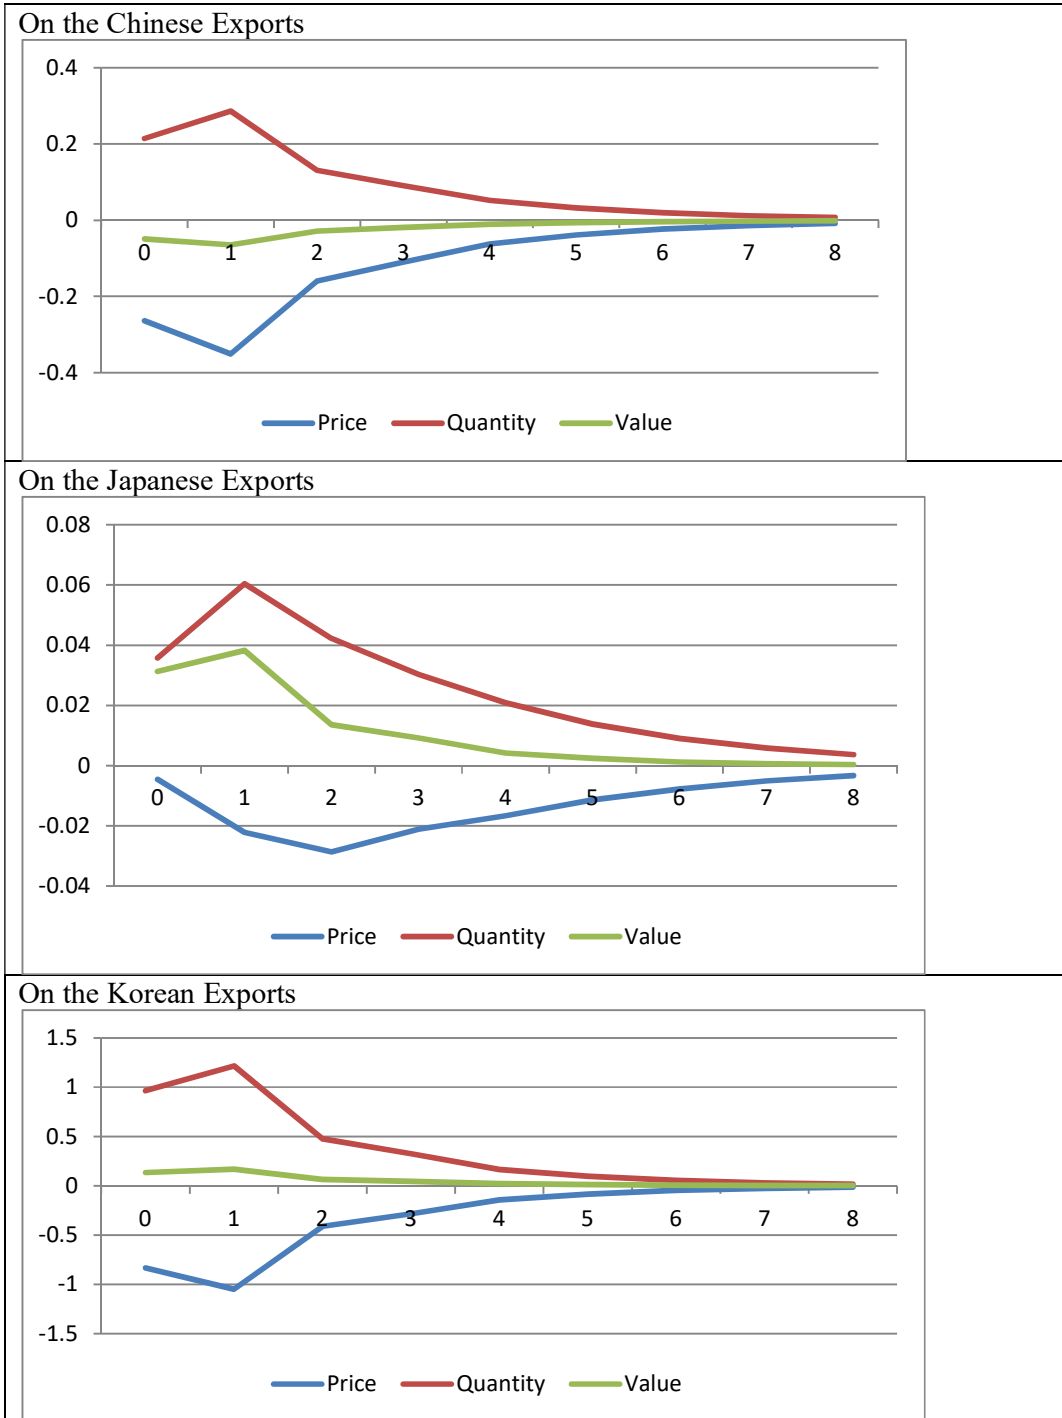 On the Chinese Exports
0.4
0.2
0
0 1 2 3 4 5 6 7 8
-0.2
-0.4
Price Quantity Value
On the Japanese Exports
0.08
0.06
0.04
0.02
0
0 1 2 3 4 5 6 7 8
-0.02
-0.04
Price Quantity Value
On the Korean Exports
1.5
1
0.5
0
0 1 2 3 4 5 6 7 8
-0.5
-1
-1.5
Price Quantity Value